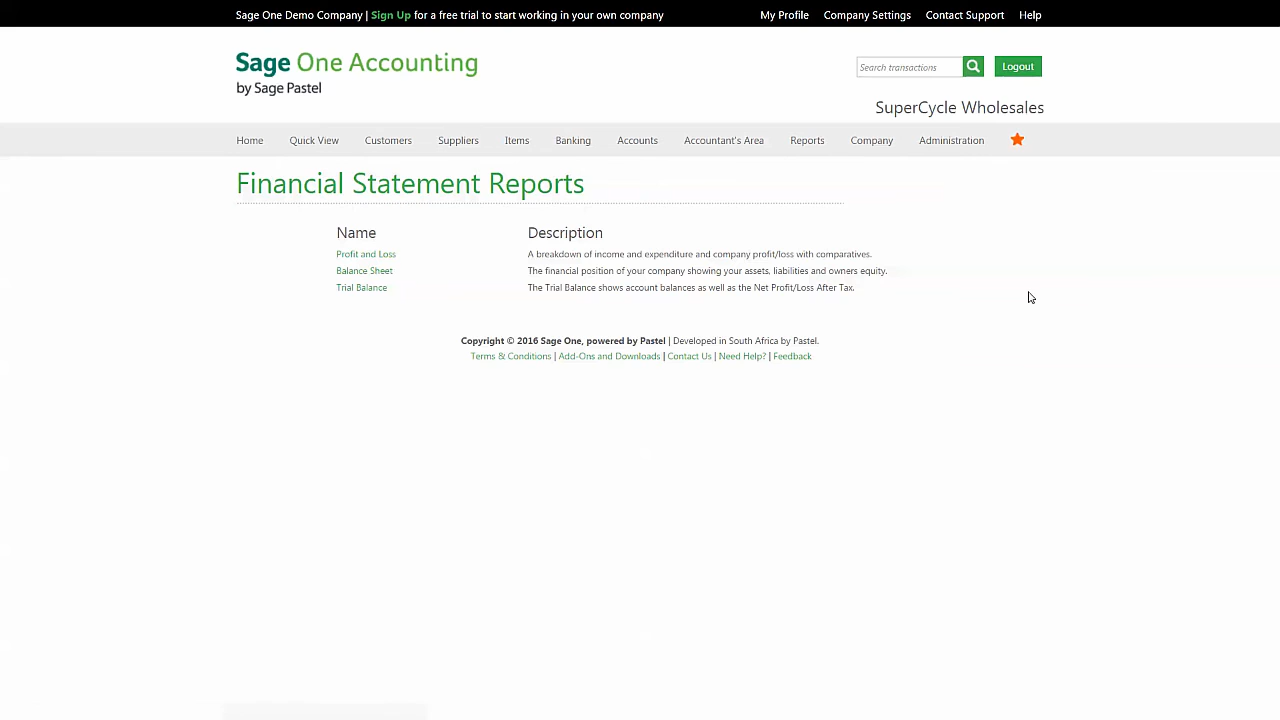 Sage One Demo Company | Sign Up for a free trial to start working in your own company My Profile Company Settings Contact Support Help
Sage One Accounting
by Sage Pastel
Search transactions Logout
SuperCycle Wholesales
Home Quick View Customers Suppliers Items Banking Accounts Accountant's Area Reports Company Administration
Financial Statement Reports
Name Description
Profit and Loss A breakdown of income and expenditure and company profit/loss with comparatives.
Balance Sheet The financial position of your company showing your assets, liabilities and owners equity.
Trial Balance The Trial Balance shows account balances as well as the Net Profit/Loss After Tax.
Copyright © 2016 Sage One, powered by Pastel | Developed in South Africa by Pastel.
Terms & Conditions | Add-Ons and Downloads | Contact Us | Need Help? | Feedback